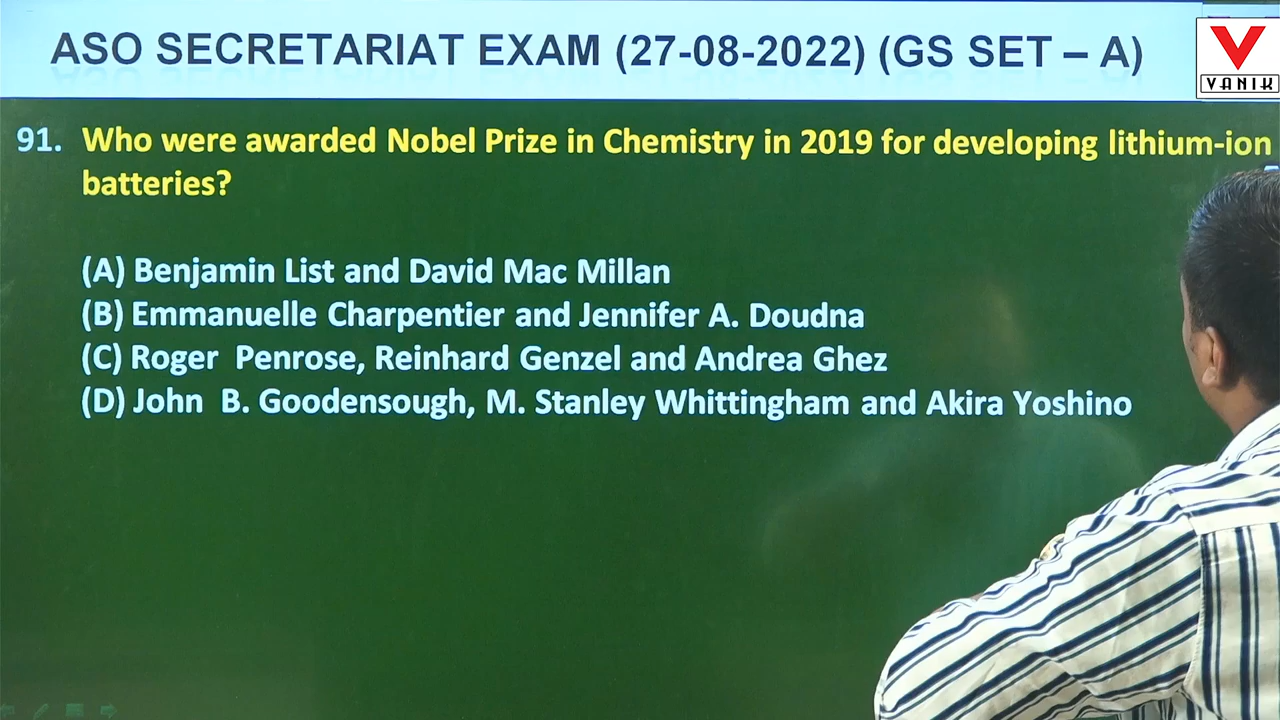 ASO SECRETARIAT EXAM (27-08-2022) (GS SET – A)
VANIK
91. Who were awarded Nobel Prize in Chemistry in 2019 for developing lithium-ion
batteries?
(A) Benjamin List and David Mac Millan
(B) Emmanuelle Charpentier and Jennifer A. Doudna
(C) Roger Penrose, Reinhard Genzel and Andrea Ghez
(D) John B. Goodensough, M. Stanley Whittingham and Akira Yoshino